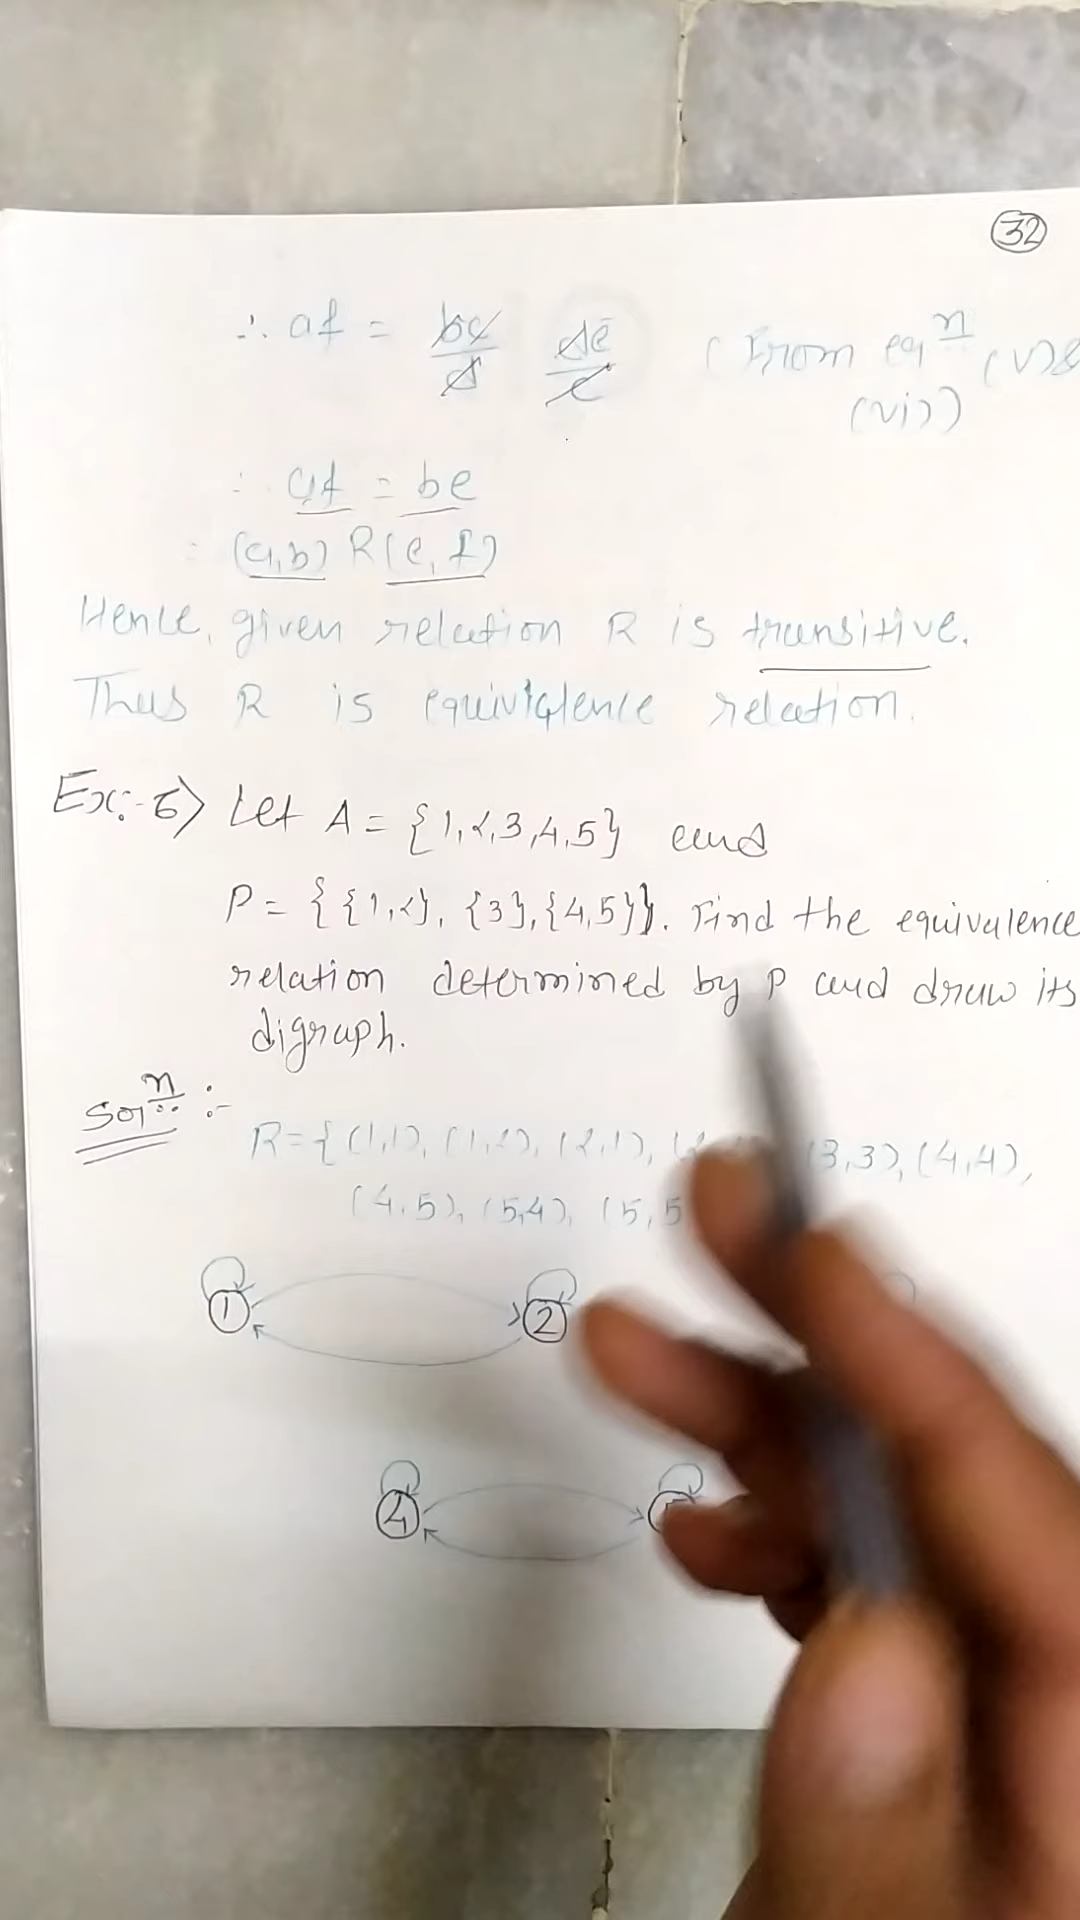 32
∴ af = bc/d de/c (From eqn (v) &
(vi))
∴ af = be
= (a,b) R (e,f)
Hence, given relation R is transitive.
Thus R is equivalence relation.
Ex:-6) Let A = {1,2,3,4,5} and
P = {{1,2}, {3},{4,5}}. Find the equivalence
relation determined by P and draw its
digraph.
Soln :-
R={(1,1), (1,2), (2,1), (3,3), (4,4),
(4,5), (5,4), (5,5
1 2
4